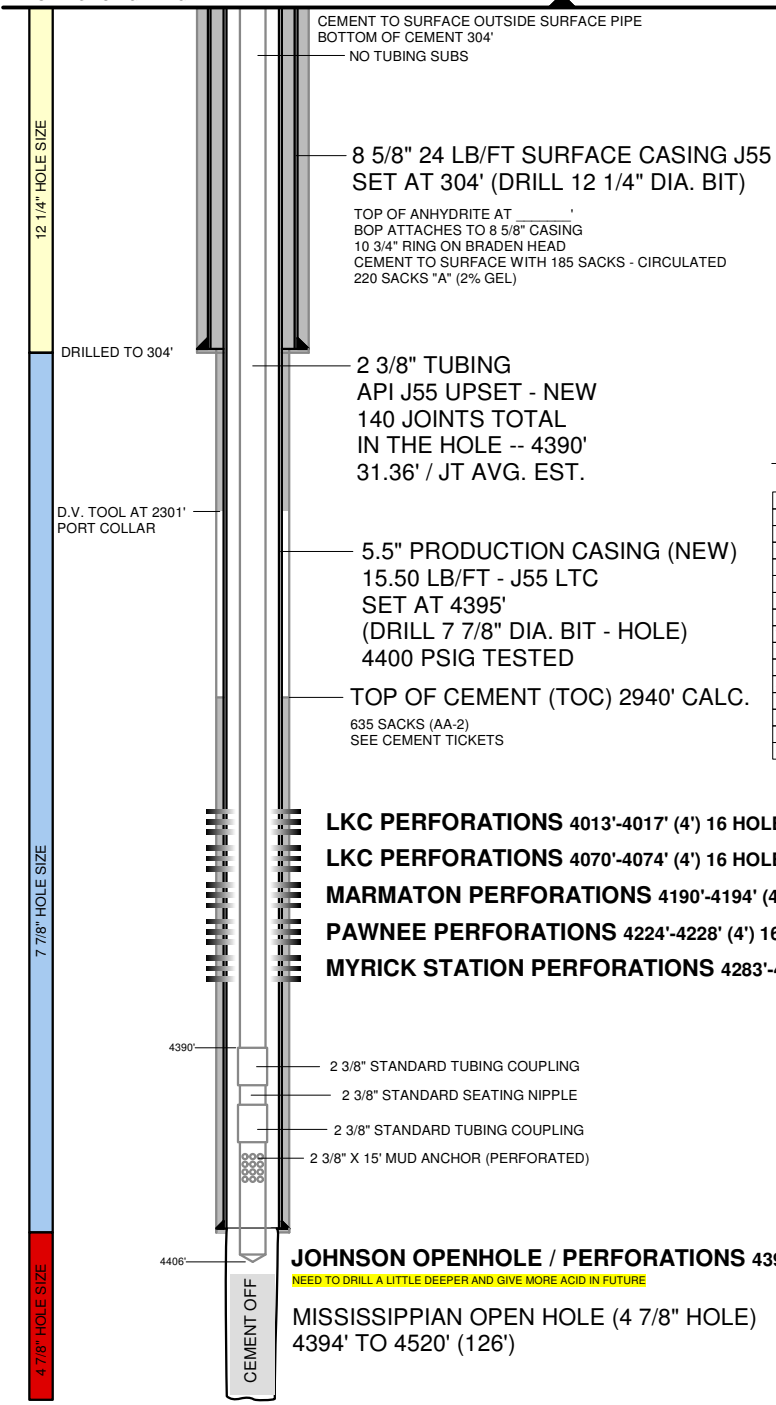 CEMENT TO SURFACE OUTSIDE SURFACE PIPE
BOTTOM OF CEMENT 304'
NO TUBING SUBS
12 1/4" HOLE SIZE
8 5/8" 24 LB/FT SURFACE CASING J55
SET AT 304' (DRILL 12 1/4" DIA. BIT)
TOP OF ANHYDRITE AT _______'
BOP ATTACHES TO 8 5/8" CASING
10 3/4" RING ON BRADEN HEAD
CEMENT TO SURFACE WITH 185 SACKS - CIRCULATED
220 SACKS "A" (2% GEL)
DRILLED TO 304'
2 3/8" TUBING
API J55 UPSET - NEW
140 JOINTS TOTAL
IN THE HOLE -- 4390'
31.36' / JT AVG. EST.
D.V. TOOL AT 2301'
PORT COLLAR
5.5" PRODUCTION CASING (NEW)
15.50 LB/FT - J55 LTC
SET AT 4395'
(DRILL 7 7/8" DIA. BIT - HOLE)
4400 PSIG TESTED
TOP OF CEMENT (TOC) 2940' CALC.
635 SACKS (AA-2)
SEE CEMENT TICKETS
7 7/8" HOLE SIZE
LKC PERFORATIONS 4013'-4017' (4') 16 HOLE
LKC PERFORATIONS 4070'-4074' (4') 16 HOLE
MARMATON PERFORATIONS 4190'-4194' (4
PAWNEE PERFORATIONS 4224'-4228' (4') 16
MYRICK STATION PERFORATIONS 4283'-4
4390'
2 3/8" STANDARD TUBING COUPLING
2 3/8" STANDARD SEATING NIPPLE
2 3/8" STANDARD TUBING COUPLING
2 3/8" X 15' MUD ANCHOR (PERFORATED)
4406'
JOHNSON OPENHOLE / PERFORATIONS 439
NEED TO DRILL A LITTLE DEEPER AND GIVE MORE ACID IN FUTURE
4 7/8" HOLE SIZE
CEMENT OFF
MISSISSIPPIAN OPEN HOLE (4 7/8" HOLE)
4394' TO 4520' (126')